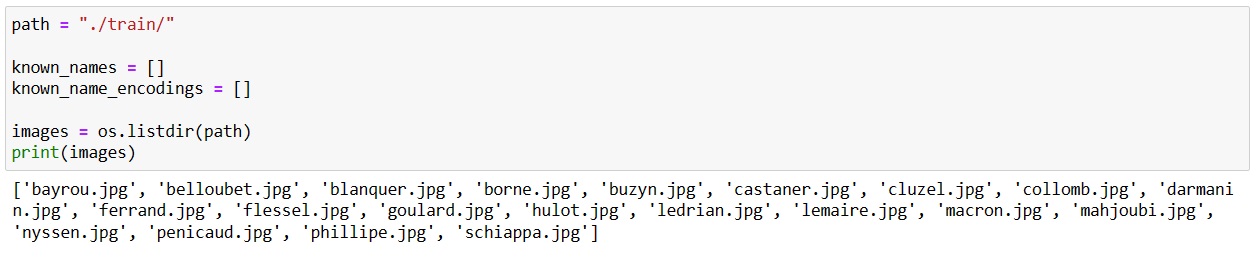 path = "./train/"
known_names = []
known_name_encodings = []
images = os.listdir(path)
print(images)
['bayrou.jpg', 'belloubet.jpg', 'blanquer.jpg', 'borne.jpg', 'buzyn.jpg', 'castaner.jpg', 'cluzel.jpg', 'collomb.jpg', 'darmani
n.jpg', 'ferrand.jpg', 'flessel.jpg', 'goulard.jpg', 'hulot.jpg', 'ledrian.jpg', 'lemaire.jpg', 'macron.jpg', 'mahjoubi.jpg',
'nyssen.jpg', 'penicaud.jpg', 'phillipe.jpg', 'schiappa.jpg']